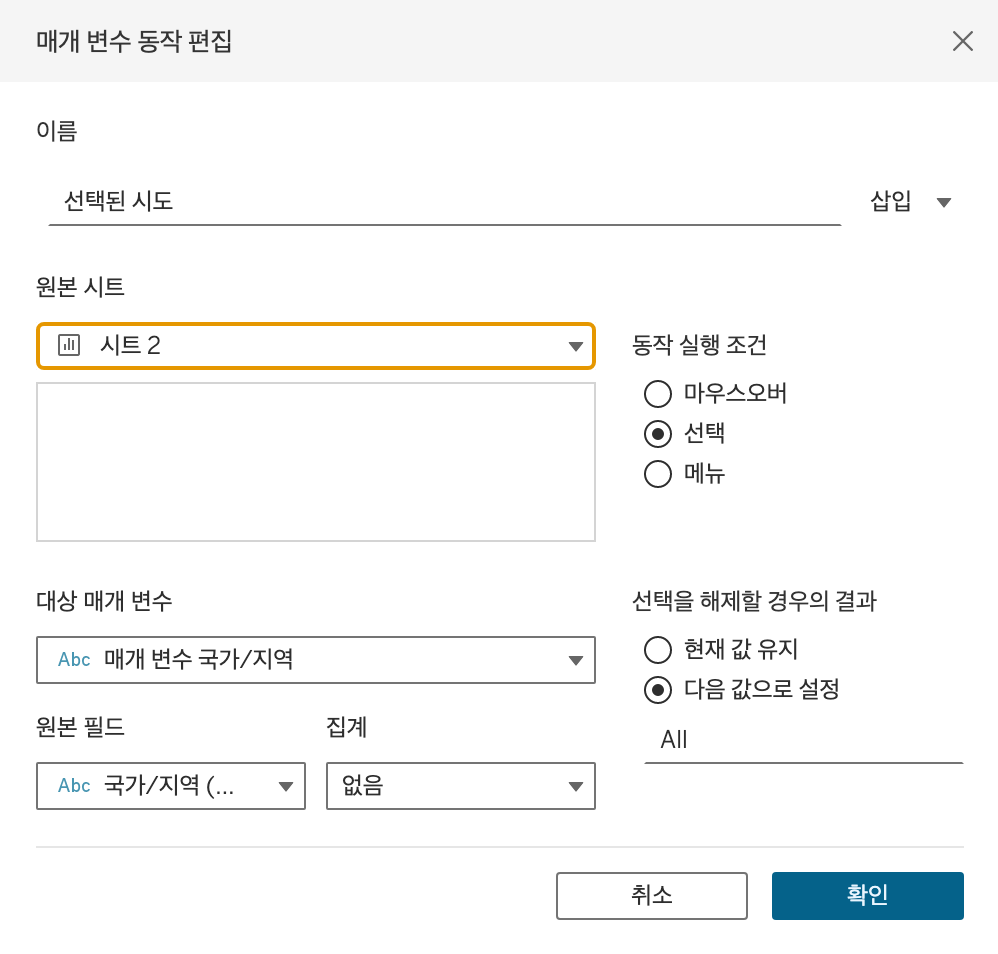 매개 변수 동작 편집
이름
선택된 시도
삽입
원본 시트
시트 2
동작 실행 조건
마우스오버
선택
메뉴
대상 매개 변수
Abc 매개 변수 국가/지역
선택을 해제할 경우의 결과
현재 값 유지
다음 값으로 설정
All
원본 필드
집계
Abc 국가/지역 (...
없음
취소
확인